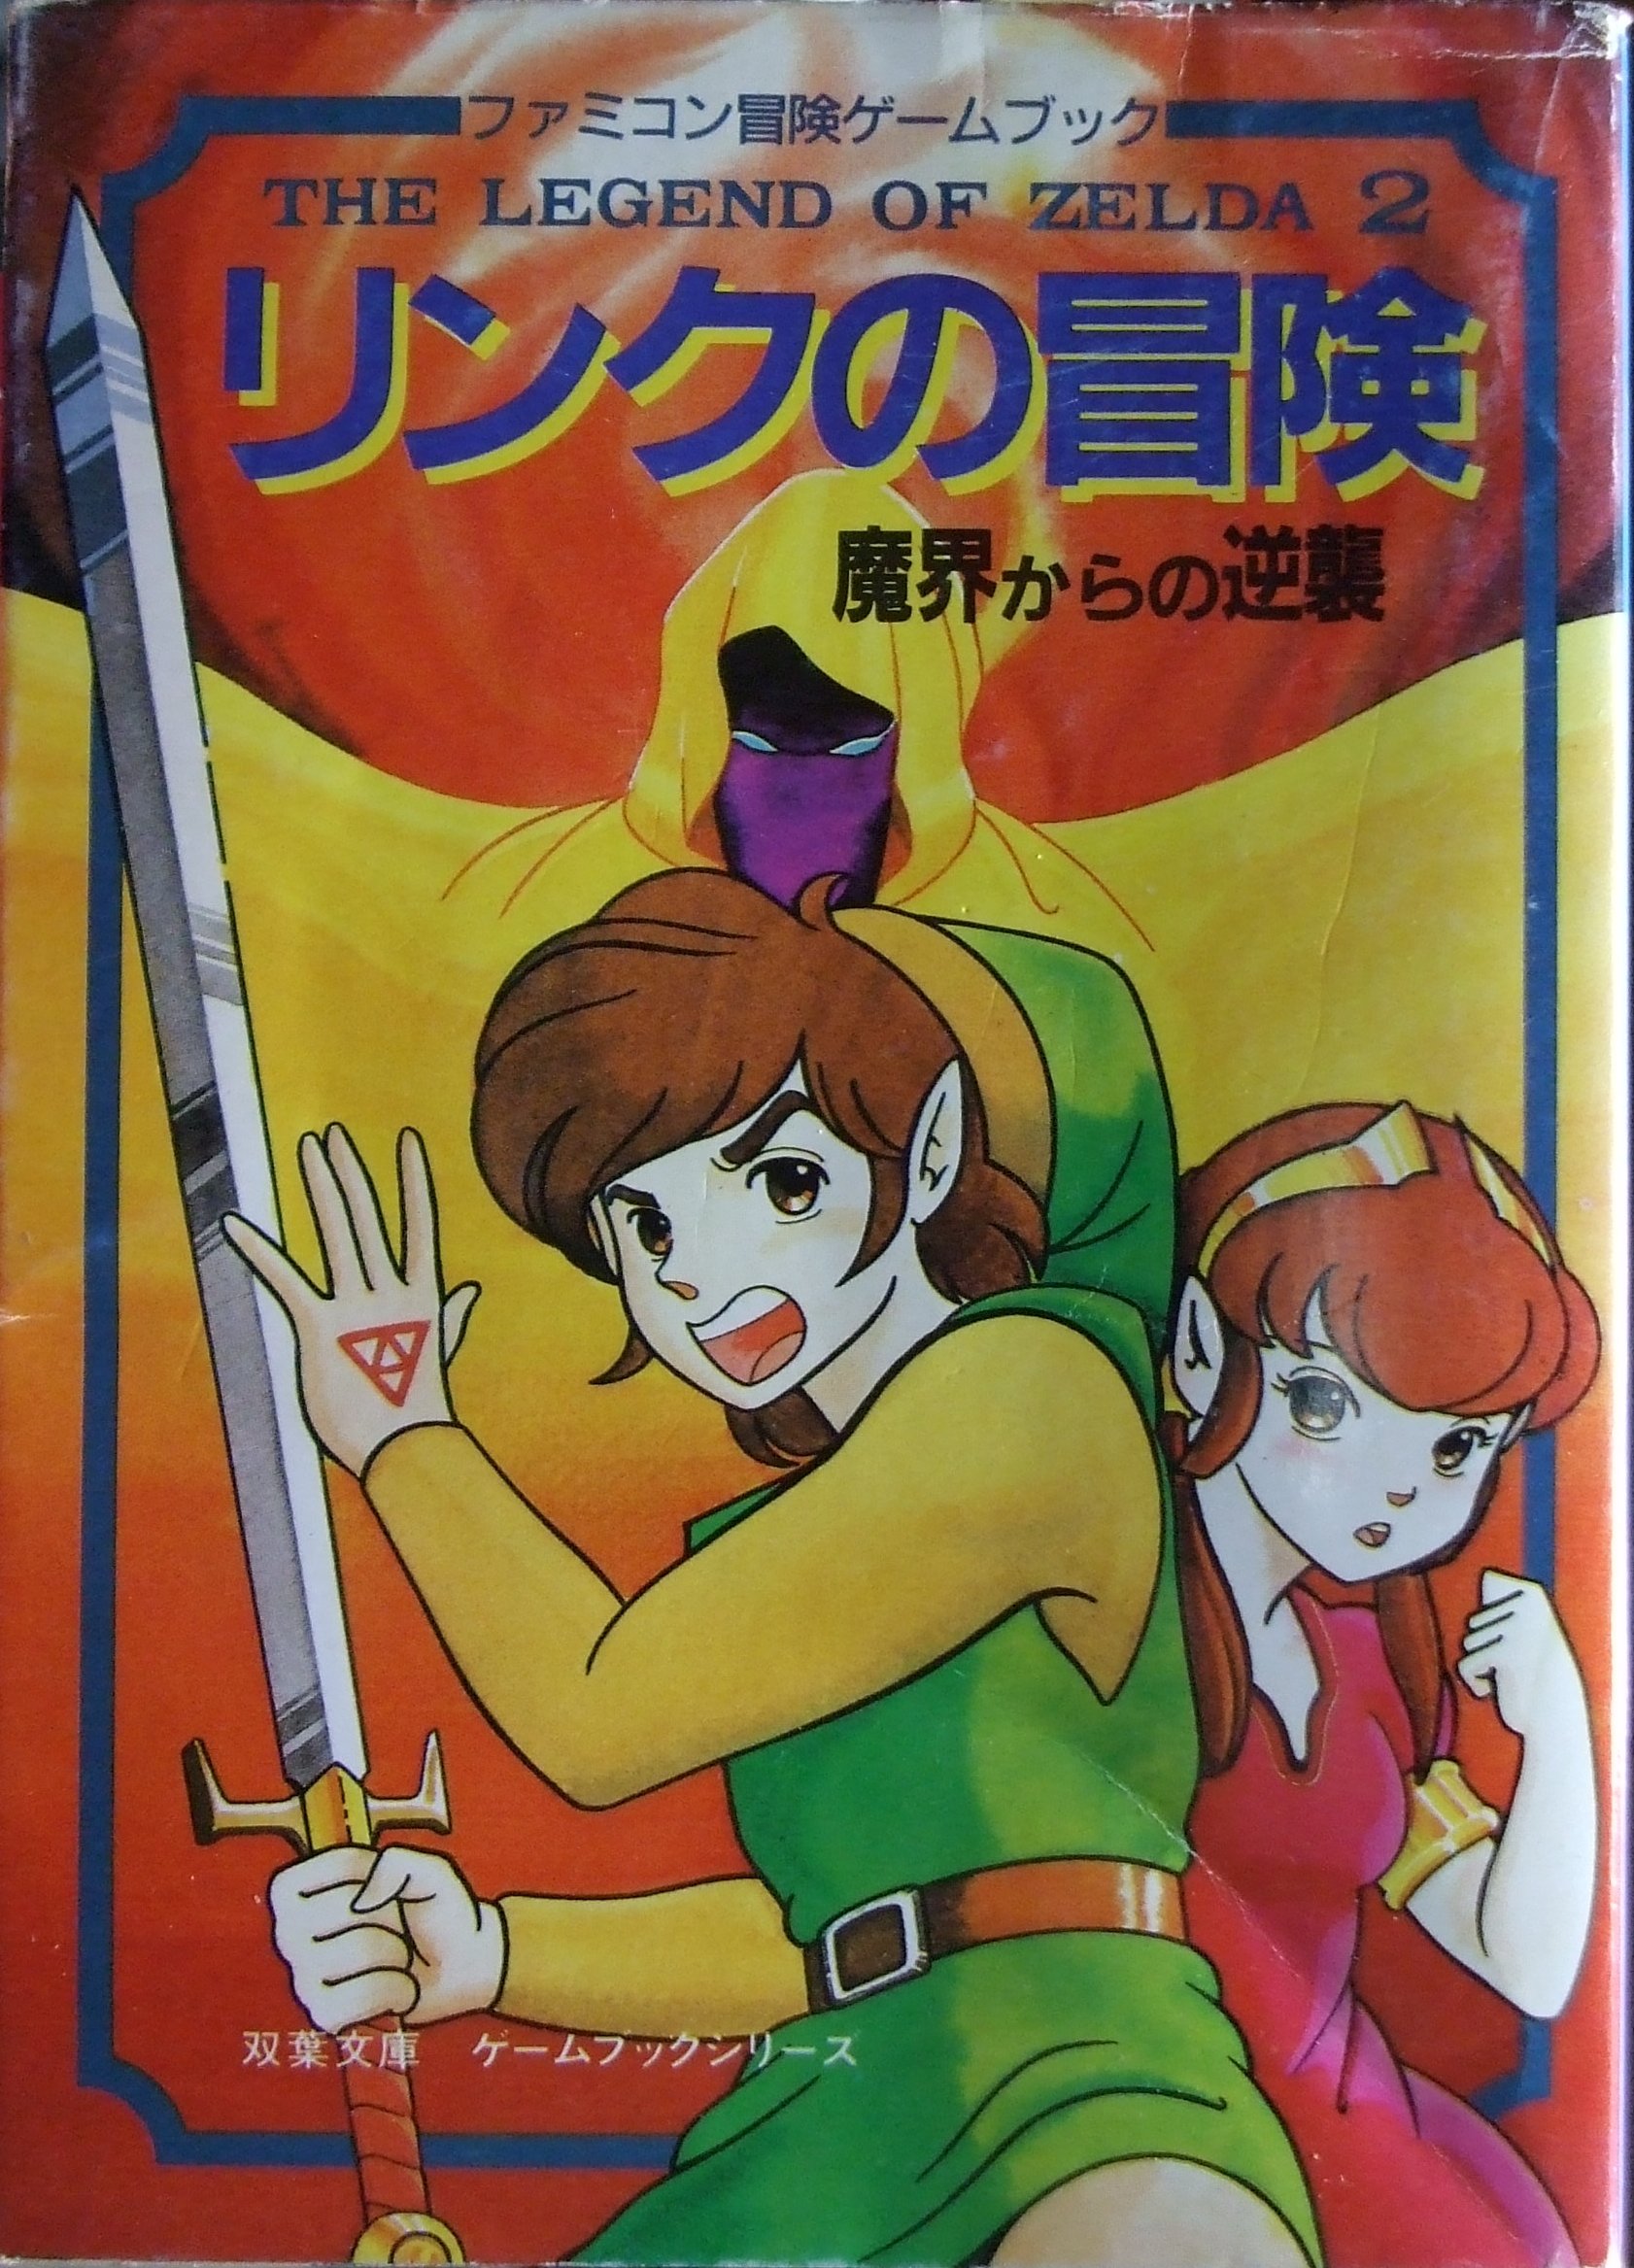 ファミコン冒険ゲームブック
THE LEGEND OF ZELDA 2
リンクの冒険
魔界からの逆襲
双葉文庫 ゲームブックシリーズ